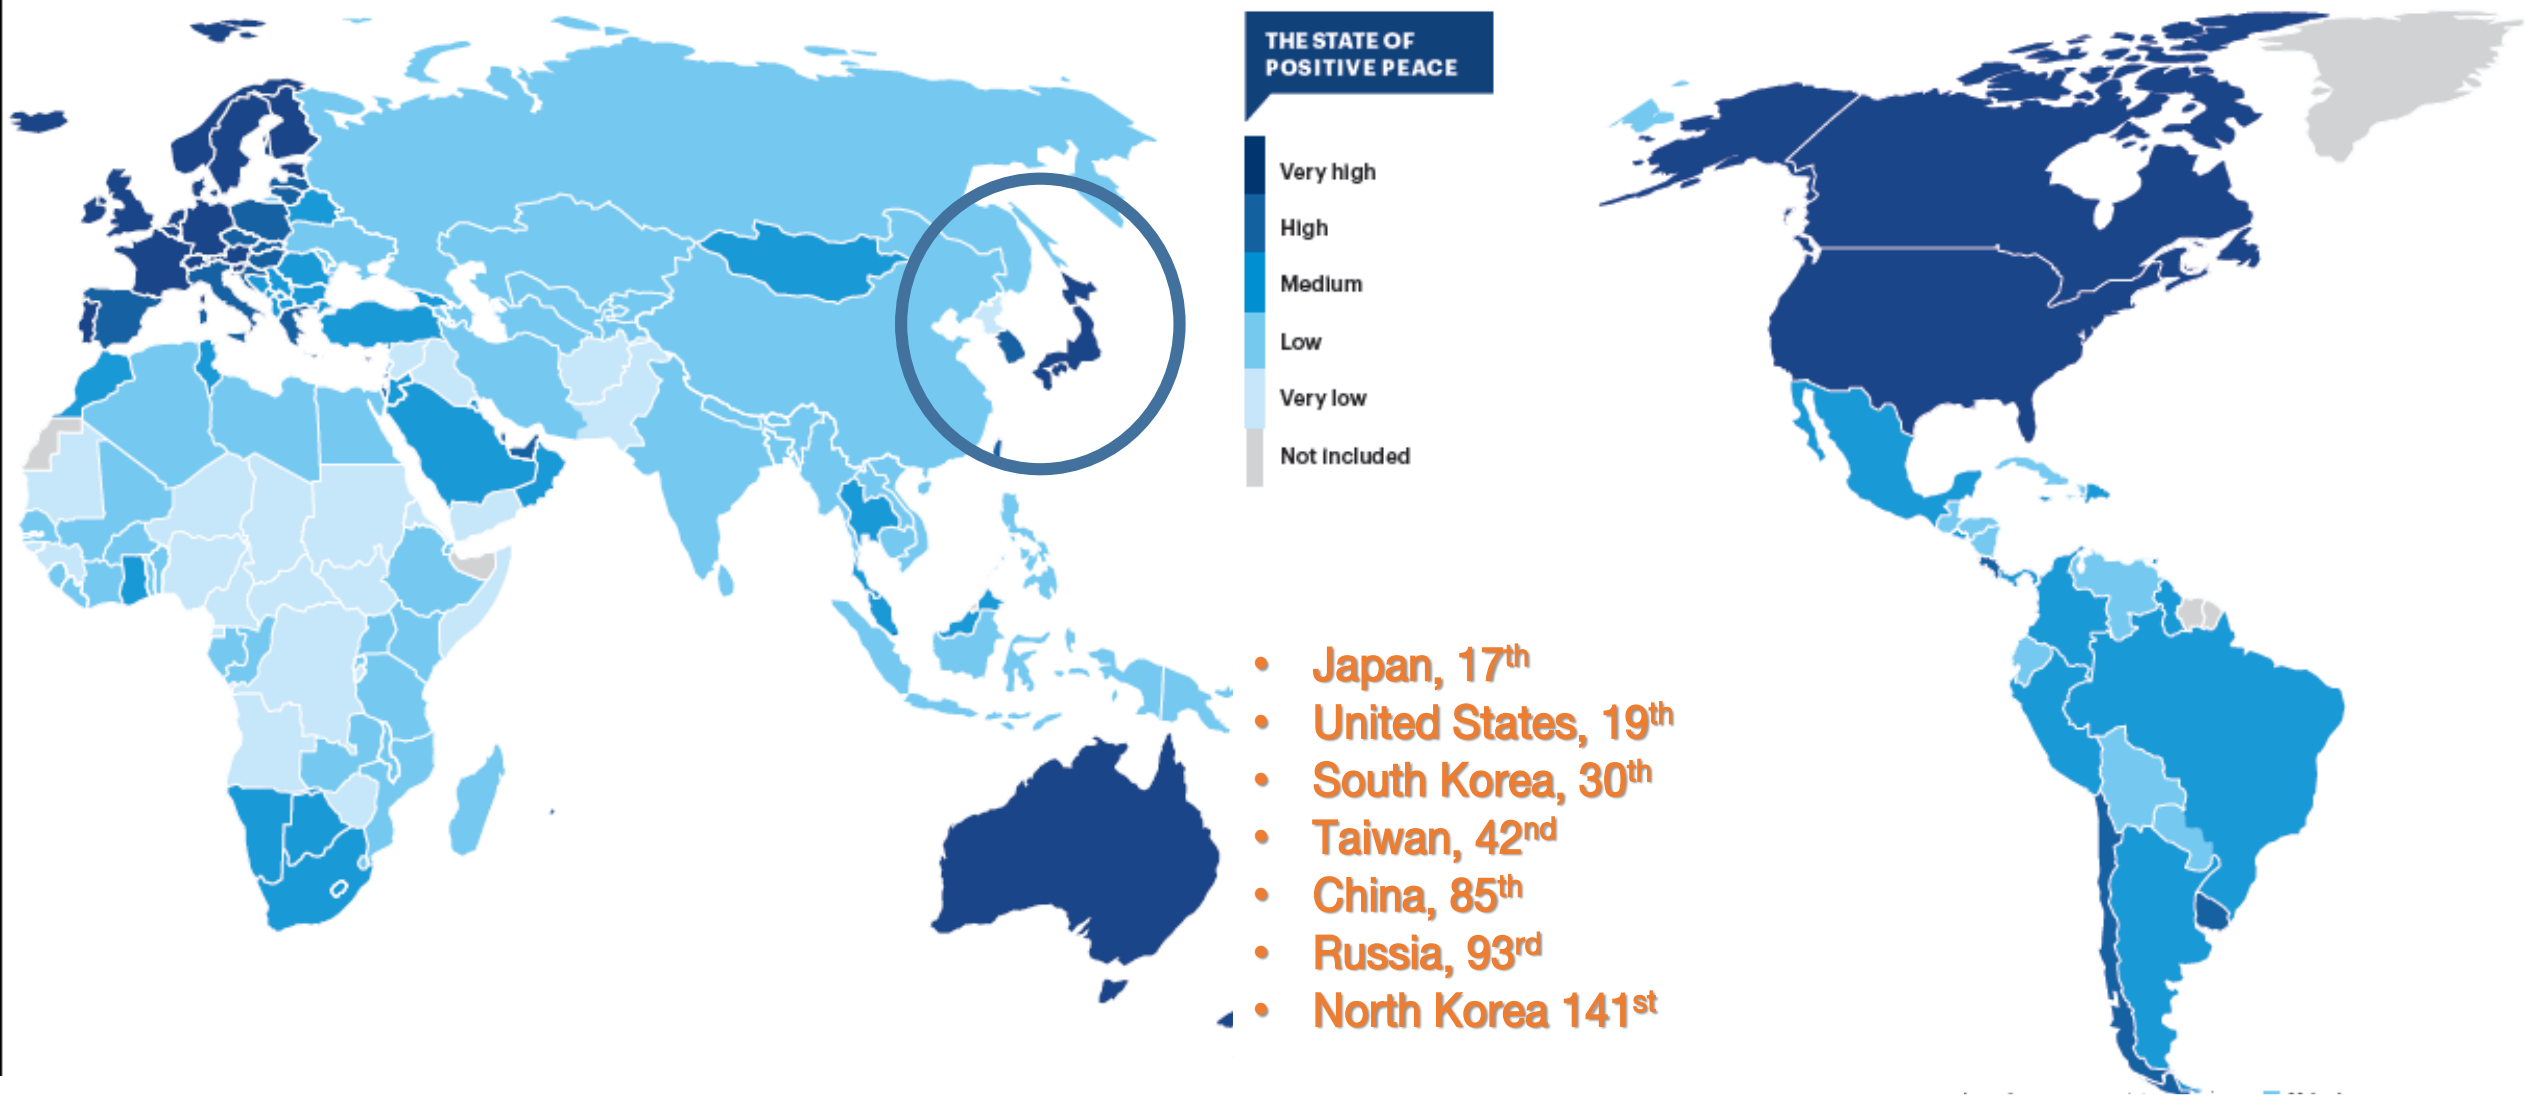 THE STATE OF
POSITIVE PEACE
Very high
High
Medium
Low
Very low
Not included
• Japan, 17th
• United States, 19th
• South Korea, 30th
• Taiwan, 42nd
• China, 85th
• Russia, 93rd
• North Korea 141st